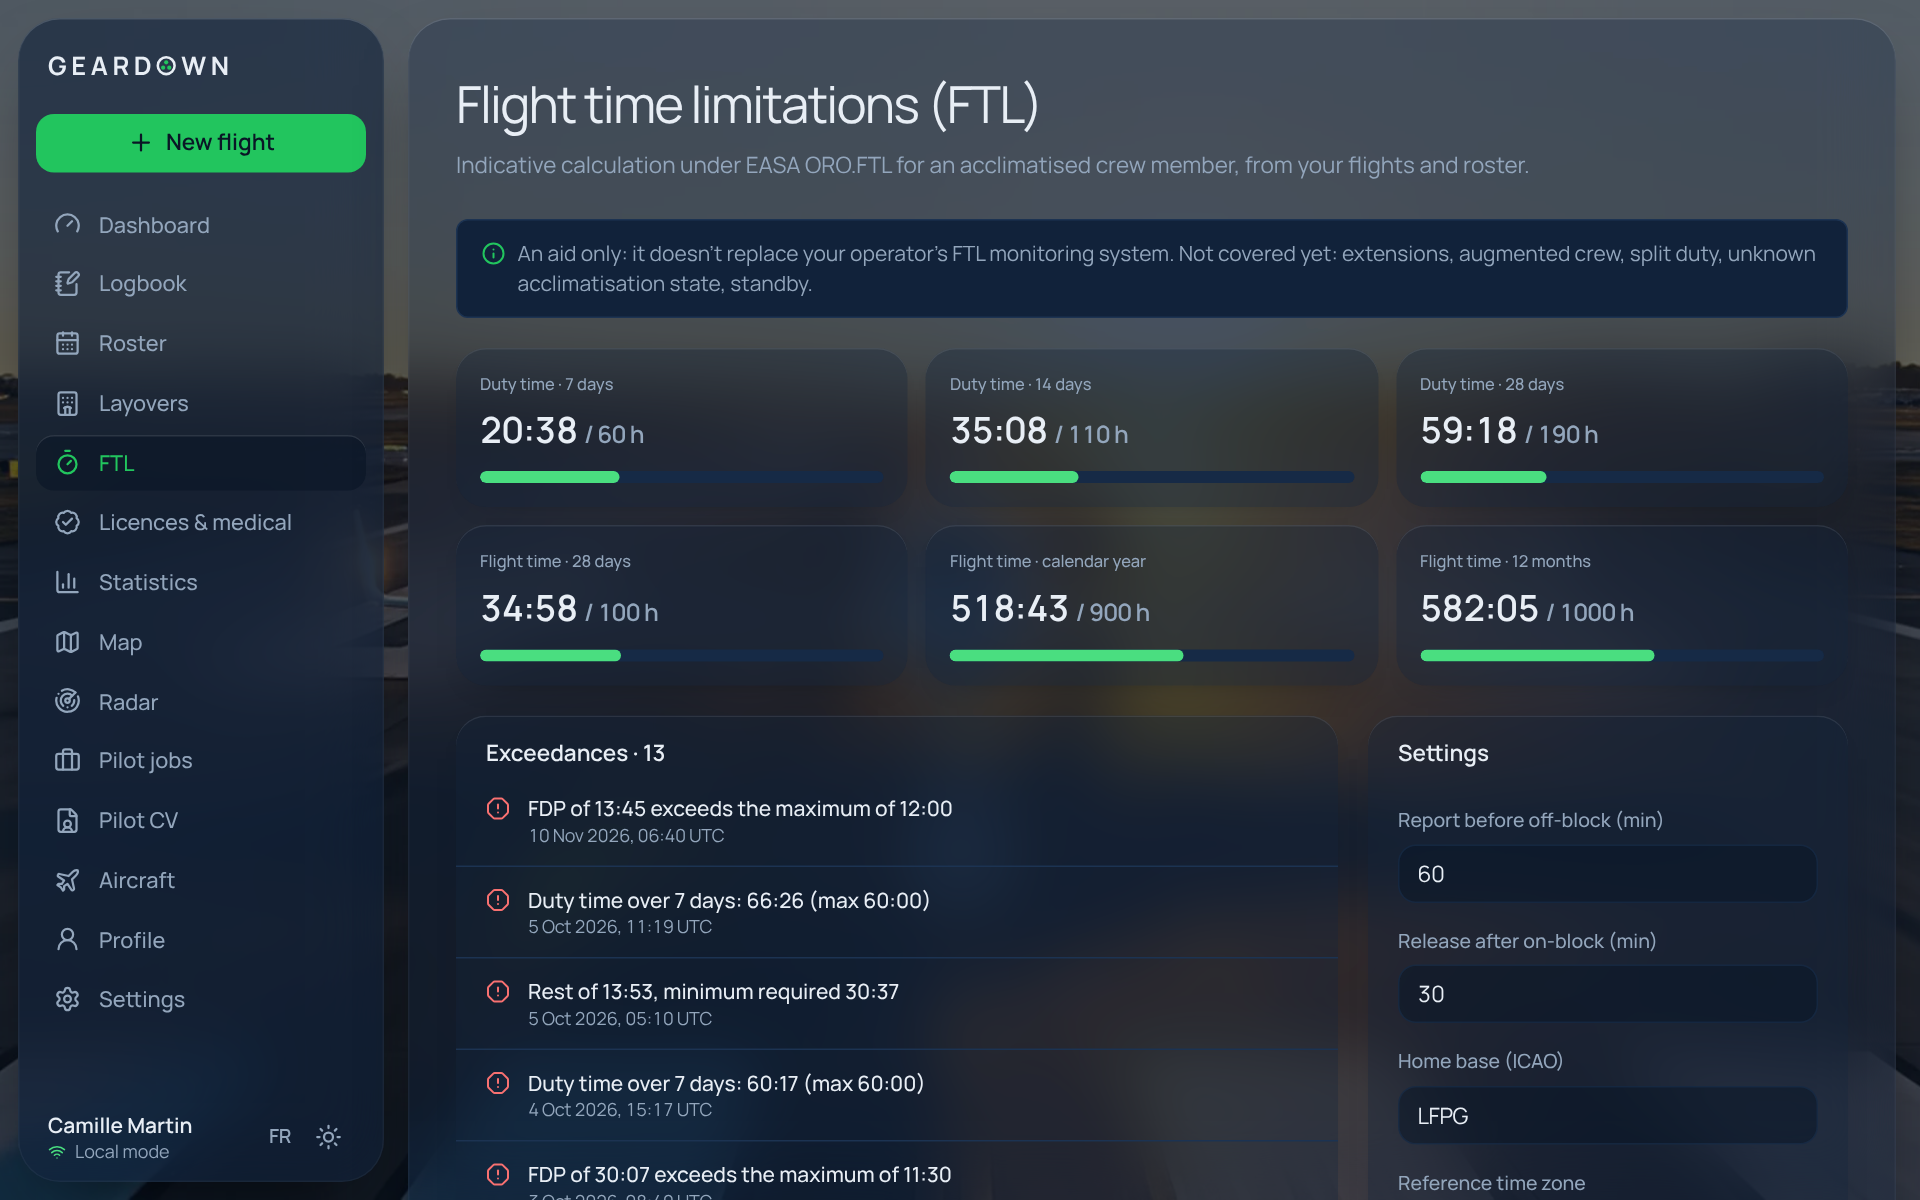 GEARDOWN
New flight
Dashboard
Logbook
Roster
Layovers
FTL
Licences & medical
Statistics
Map
Radar
Pilot jobs
Pilot CV
Aircraft
Profile
Settings
Camille Martin
Local mode
FR
Flight time limitations (FTL)
Indicative calculation under EASA ORO.FTL for an acclimatised crew member, from your flights and roster.
An aid only: it doesn't replace your operator's FTL monitoring system. Not covered yet: extensions, augmented crew, split duty, unknown
acclimatisation state, standby.
Duty time · 7 days
20:38 / 60 h
Duty time · 14 days
35:08 / 110 h
Duty time · 28 days
59:18 / 190 h
Flight time · 28 days
34:58 / 100 h
Flight time · calendar year
518:43 / 900 h
Flight time · 12 months
582:05 / 1000 h
Exceedances · 13
FDP of 13:45 exceeds the maximum of 12:00
10 Nov 2026, 06:40 UTC
Duty time over 7 days: 66:26 (max 60:00)
5 Oct 2026, 11:19 UTC
Rest of 13:53, minimum required 30:37
5 Oct 2026, 05:10 UTC
Duty time over 7 days: 60:17 (max 60:00)
4 Oct 2026, 15:17 UTC
FDP of 30:07 exceeds the maximum of 11:30
Settings
Report before off-block (min)
60
Release after on-block (min)
30
Home base (ICAO)
LFPG
Reference time zone